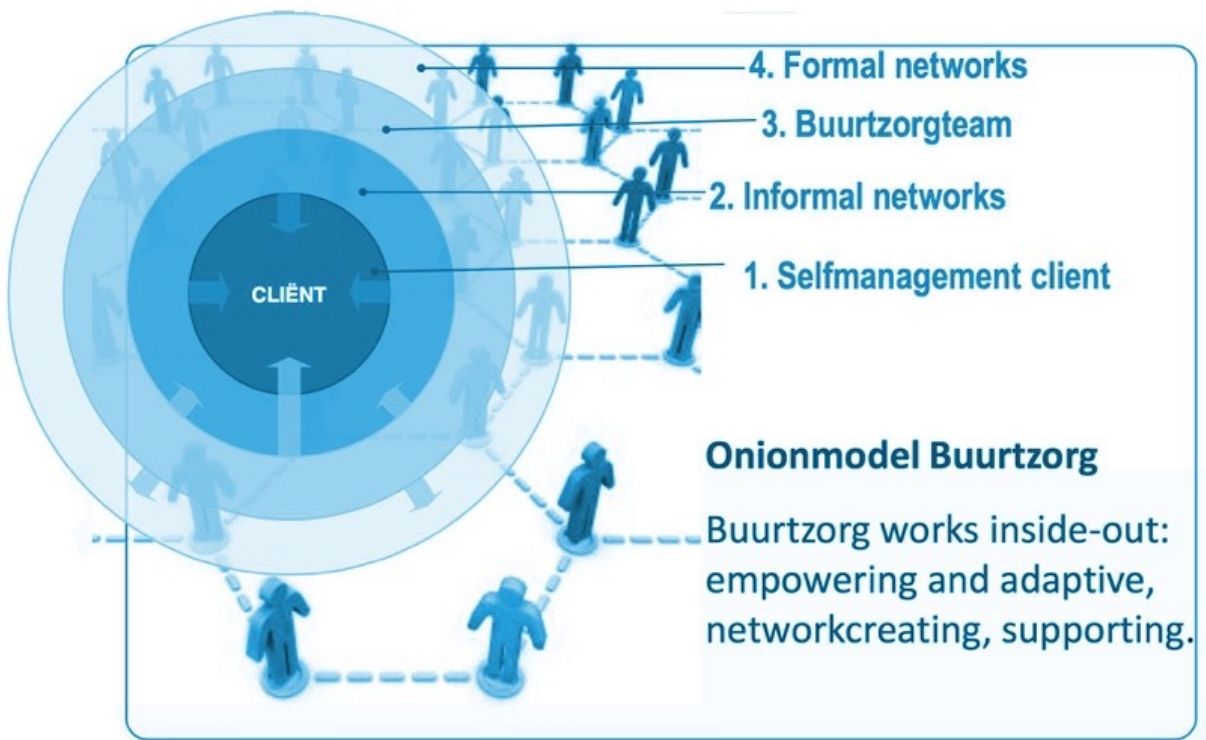 4. Formal networks
3. Buurtzorgteam
2. Informal networks
1. Selfmanagement client
CLIËNT
Onionmodel Buurtzorg
Buurtzorg works inside-out:
empowering and adaptive,
networkcreating, supporting.